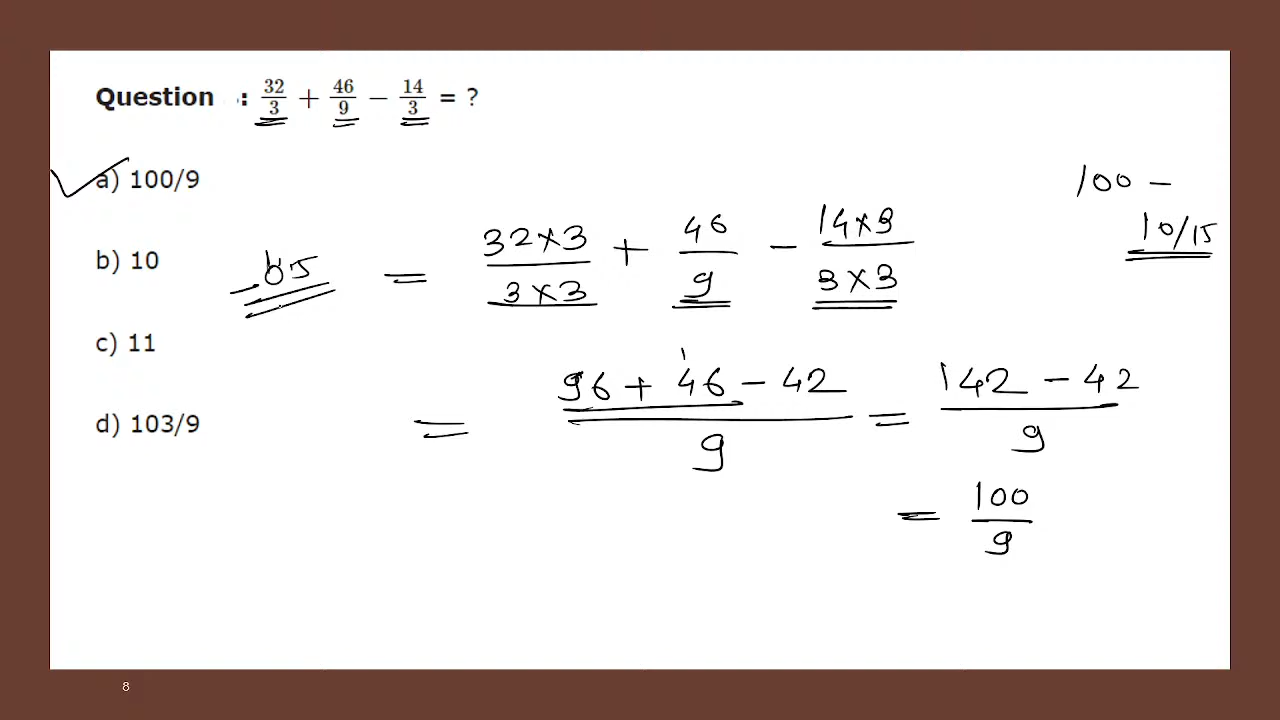 Question : 32/3 + 46/9 − 14/3 = ?
a) 100/9
100 −
10/15
= 32×3/3×3 + 46/9 − 14×3/3×3
b) 10
c) 11
= 96 + 46 − 42/9 = 142 − 42/9
d) 103/9
= 100/9
8